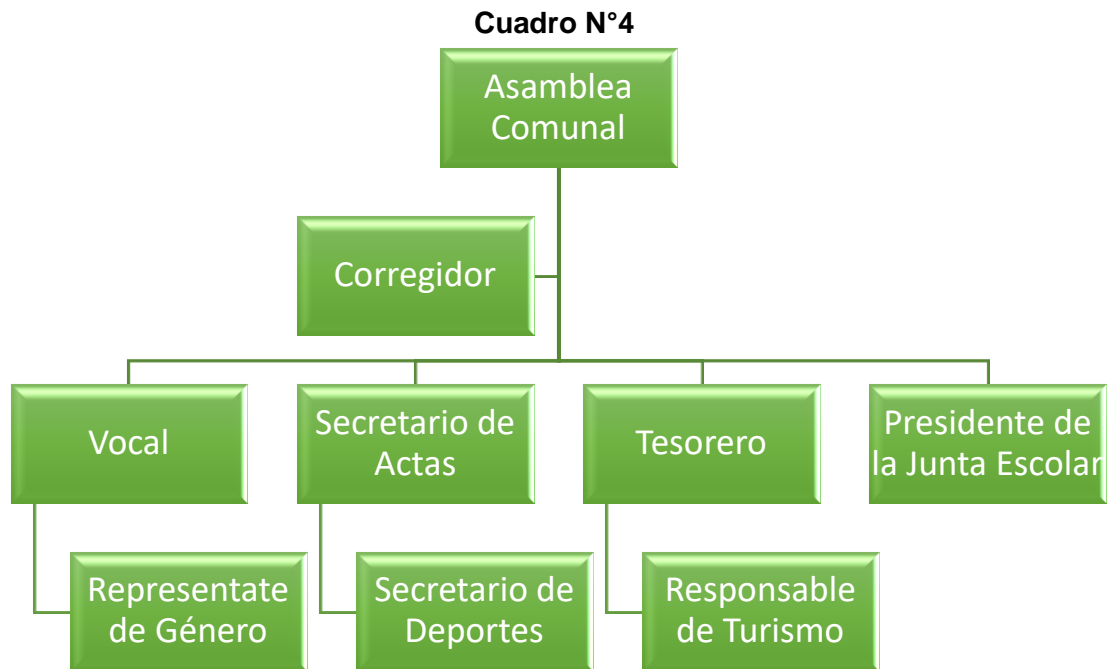 Cuadro N°4
Asamblea
Comunal
Corregidor
Vocal
Secretario de
Actas
Tesorero
Presidente de
la Junta Escolar
Representate
de Género
Secretario de
Deportes
Responsable
de Turismo